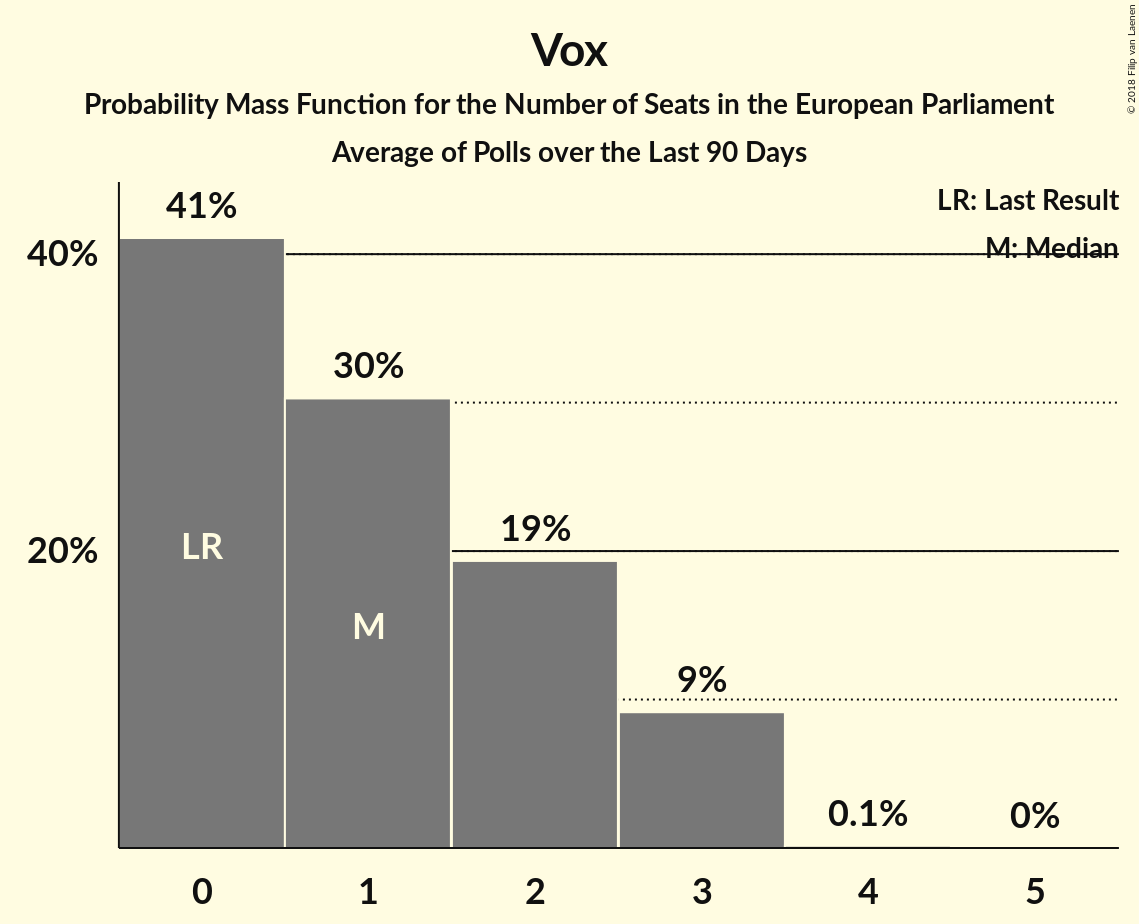 Vox
Probability Mass Function for the Number of Seats in the European Parliament
Average of Polls over the Last 90 Days
© 2018 Filip van Laenen
LR: Last Result
M: Median
41%
40%
30%
LR
20%
19%
M
9%
0.1%
0%
0 1 2 3 4 5